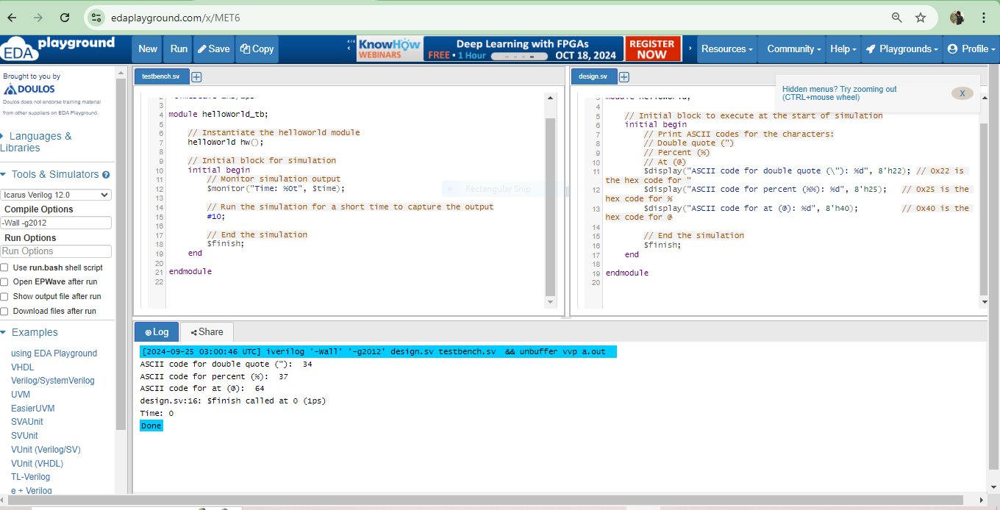 edaplayground.com/x/MET6
EDA playground
New
Run
Save
Copy
4/4
KnowHow
WEBINARS
Deep Learning with FPGAs
FREE • 1 Hour
OCT 18, 2024
REGISTER
NOW
Resources
Community
Help
Playgrounds
Profile
Brought to you by
DOULOS
Doulos does not endorse training material
from other suppliers on EDA Playground.
Languages &
Libraries
Tools & Simulators
Icarus Verilog 12.0
Compile Options
-Wall -g2012
Run Options
Run Options
Use run.bash shell script
Open EPWave after run
Show output file after run
Download files after run
Examples
using EDA Playground
VHDL
Verilog/SystemVerilog
UVM
EasierUVM
SVAUnit
SVUnit
VUnit (Verilog/SV)
VUnit (VHDL)
TL-Verilog
e + Verilog
testbench.sv
3
4 module helloWorld_tb;
5
6 // Instantiate the helloWorld module
7 helloWorld hw();
8
9 // Initial block for simulation
10 initial begin
11 // Monitor simulation output
12 $monitor("Time: %0t", $time);
13
14 // Run the simulation for a short time to capture the output
15 #10;
16
17 // End the simulation
18 $finish;
19 end
20
21 endmodule
22
Rectangular Snip
design.sv
Hidden menus? Try zooming out
(CTRL+mouse wheel)
X
3 module helloWorld;
4
5 // Initial block to execute at the start of simulation
6 initial begin
7 // Print ASCII codes for the characters:
8 // Double quote (")
9 // Percent (%)
10 // At (@)
11 $display("ASCII code for double quote (\"): %d", 8'h22); // 0x22 is
the hex code for "
12 $display("ASCII code for percent (%%): %d", 8'h25); // 0x25 is the
hex code for %
13 $display("ASCII code for at (@): %d", 8'h40); // 0x40 is the
hex code for @
14
15 // End the simulation
16 $finish;
17 end
18
19 endmodule
20
Log
Share
[2024-09-25 03:00:46 UTC] iverilog '-Wall' '-g2012' design.sv testbench.sv && unbuffer vvp a.out
ASCII code for double quote ("): 34
ASCII code for percent (%): 37
ASCII code for at (@): 64
design.sv:16: $finish called at 0 (1ps)
Time: 0
Done